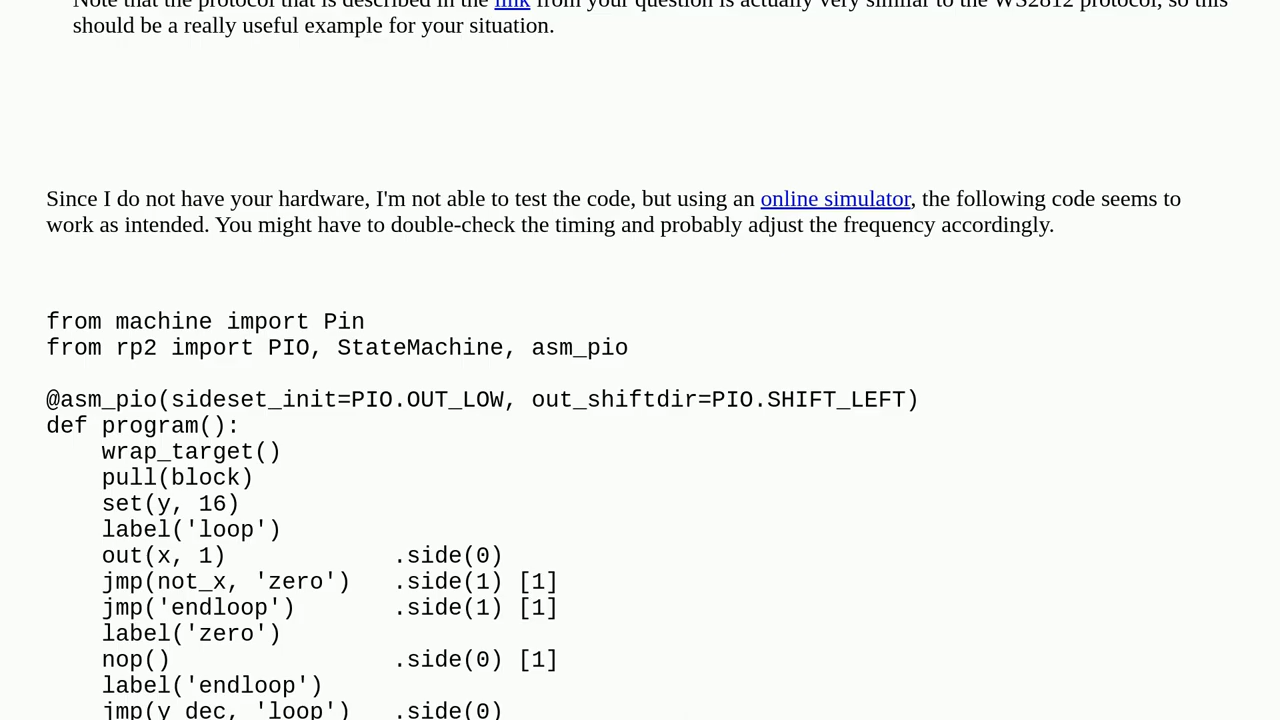 Note that the protocol that is described in the link from your question is actually very similar to the WS2812 protocol, so this
should be a really useful example for your situation.
Since I do not have your hardware, I'm not able to test the code, but using an online simulator, the following code seems to
work as intended. You might have to double-check the timing and probably adjust the frequency accordingly.
from machine import Pin
from rp2 import PIO, StateMachine, asm_pio
@asm_pio(sideset_init=PIO.OUT_LOW, out_shiftdir=PIO.SHIFT_LEFT)
def program():
    wrap_target()
    pull(block)
    set(y, 16)
    label('loop')
    out(x, 1)            .side(0)
    jmp(not_x, 'zero')   .side(1) [1]
    jmp('endloop')       .side(1) [1]
    label('zero')
    nop()                .side(0) [1]
    label('endloop')
    jmp(y_dec, 'loop')   .side(0)